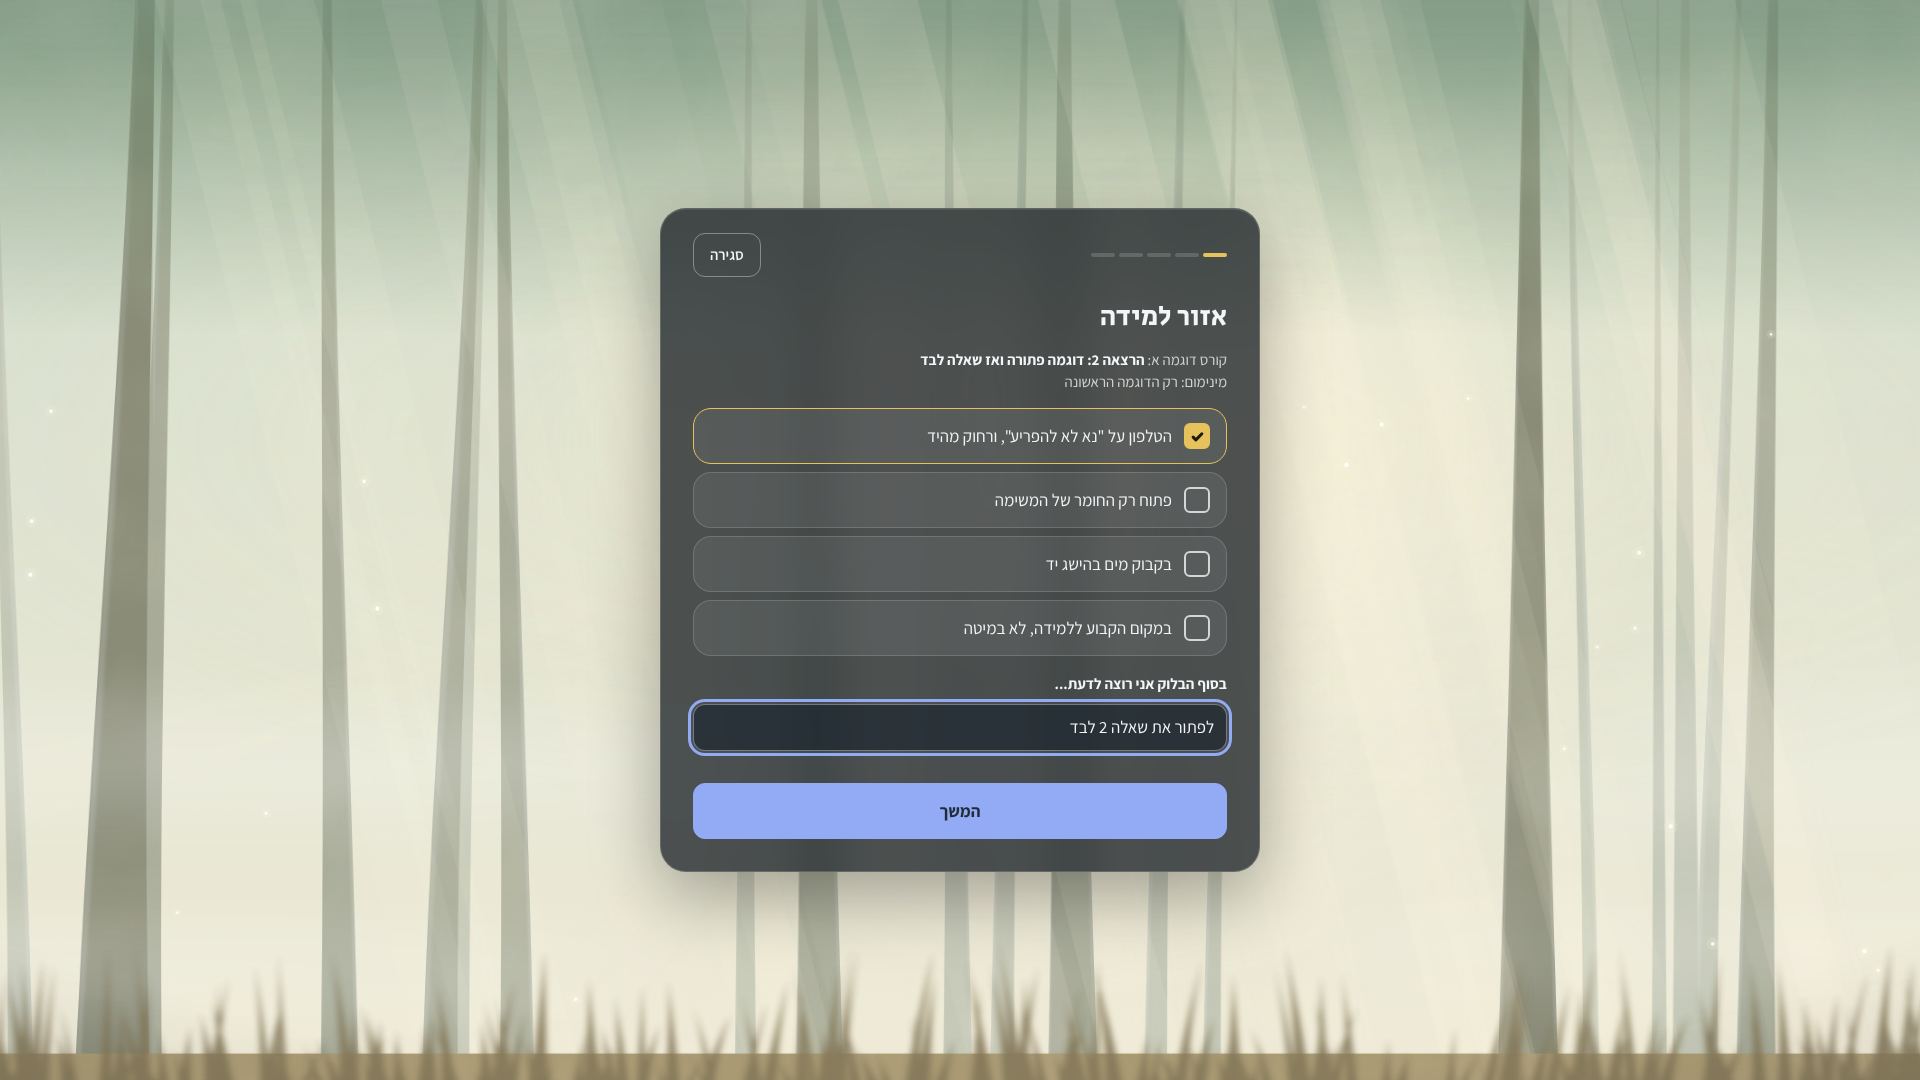 סגירה
אזור למידה
קורס דוגמה א: הרצאה 2: דוגמה פתורה ואז שאלה לבד
מינימום: רק הדוגמה הראשונה
הטלפון על "נא לא להפריע", ורחוק מהיד
פתוח רק החומר של המשימה
בקבוק מים בהישג יד
במקום הקבוע ללמידה, לא במיטה
בסוף הבלוק אני רוצה לדעת...
לפתור את שאלה 2 לבד
המשך